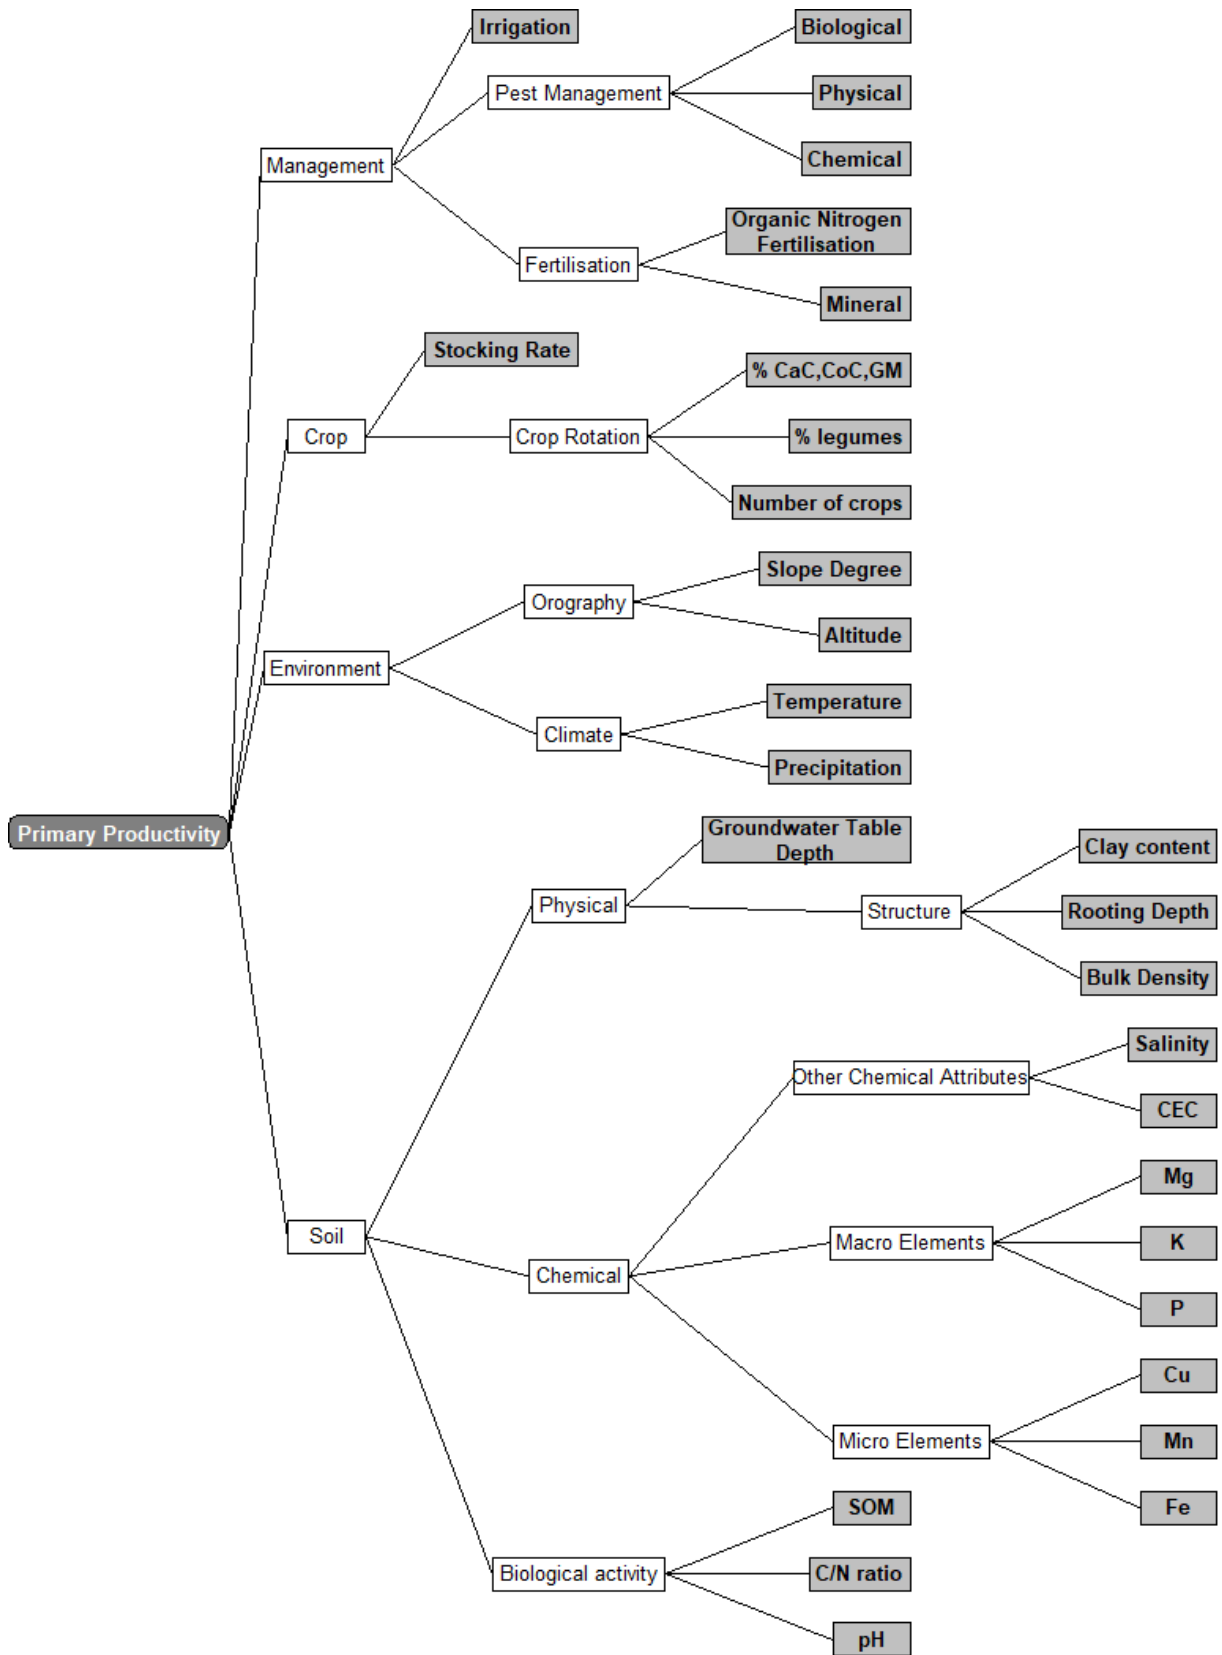 Irrigation
Biological
Pest Management
Physical
Management
Chemical
Organic Nitrogen
Fertilisation
Fertilisation
Mineral
Stocking Rate
% CaC,CoC,GM
Crop
Crop Rotation
% legumes
Number of crops
Slope Degree
Orography
Altitude
Environment
Temperature
Climate
Precipitation
Primary Productivity
Groundwater Table
Depth
Clay content
Physical
Structure
Rooting Depth
Bulk Density
Salinity
Other Chemical Attributes
CEC
Mg
Soil
Macro Elements
K
Chemical
P
Cu
Micro Elements
Mn
Fe
SOM
Biological activity
C/N ratio
pH